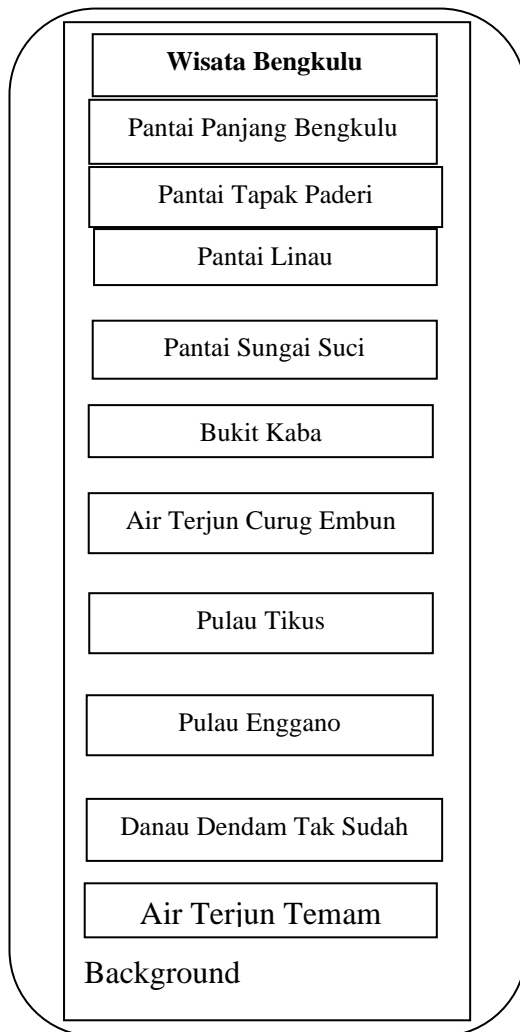 Wisata Bengkulu
Pantai Panjang Bengkulu
Pantai Tapak Paderi
Pantai Linau
Pantai Sungai Suci
Bukit Kaba
Air Terjun Curug Embun
Pulau Tikus
Pulau Enggano
Danau Dendam Tak Sudah
Air Terjun Temam
Background